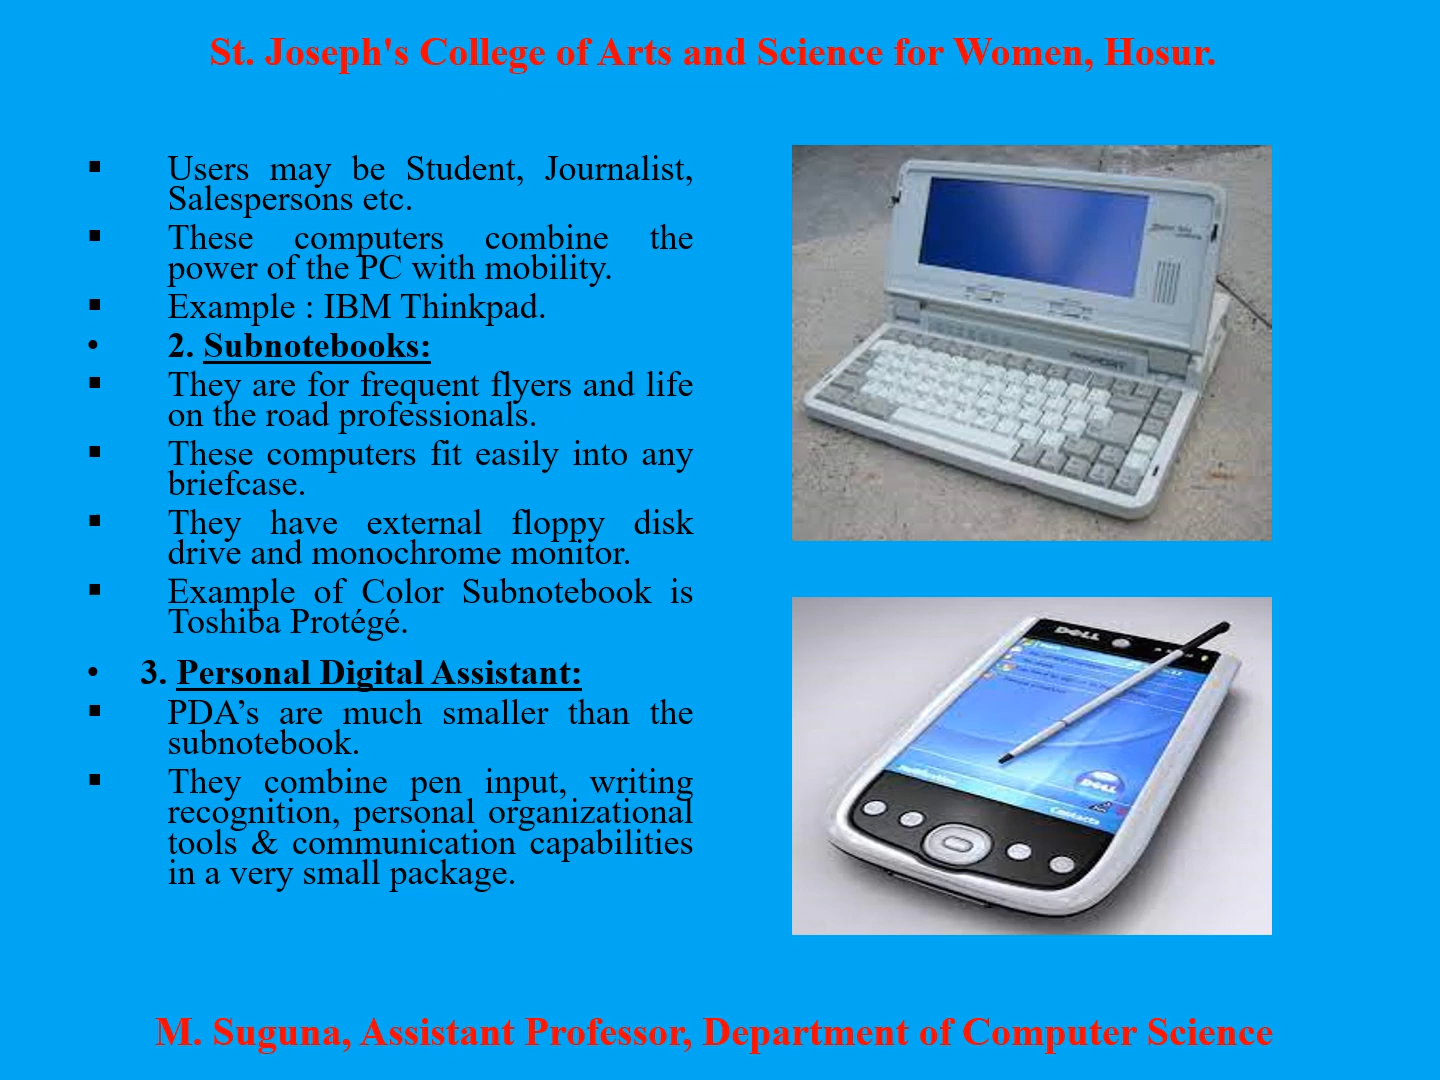 St. Joseph's College of Arts and Science for Women, Hosur.
▪ Users may be Student, Journalist,
Salespersons etc.
▪ These computers combine the
power of the PC with mobility.
▪ Example : IBM Thinkpad.
• 2. Subnotebooks:
▪ They are for frequent flyers and life
on the road professionals.
▪ These computers fit easily into any
briefcase.
▪ They have external floppy disk
drive and monochrome monitor.
▪ Example of Color Subnotebook is
Toshiba Protégé.
• 3. Personal Digital Assistant:
▪ PDA’s are much smaller than the
subnotebook.
▪ They combine pen input, writing
recognition, personal organizational
tools & communication capabilities
in a very small package.
DELL
DELL
Contacts
M. Suguna, Assistant Professor, Department of Computer Science